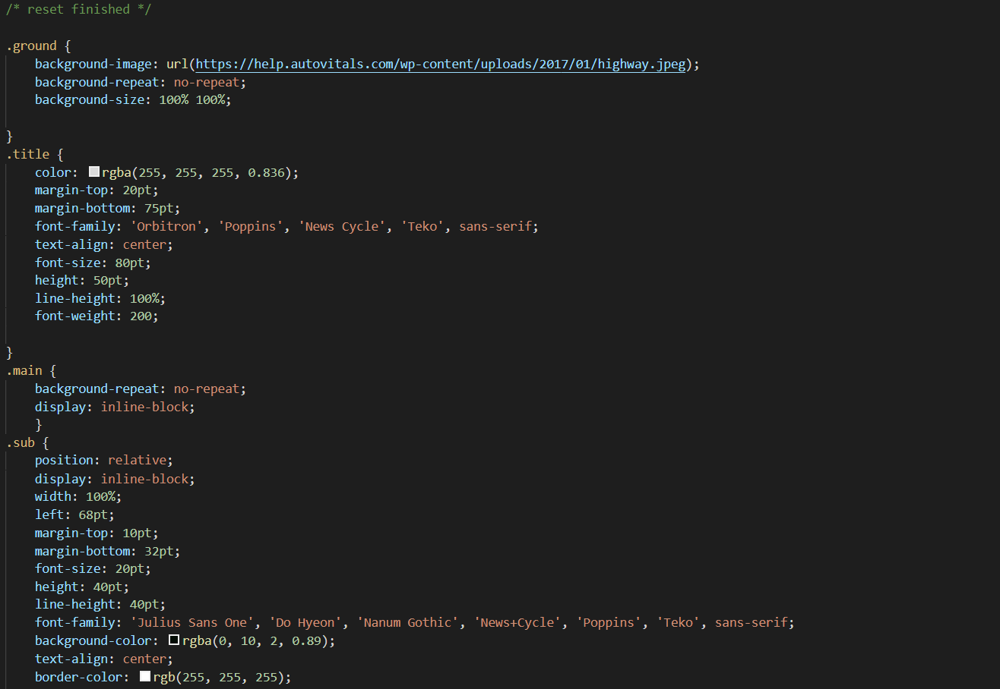 /* reset finished */
.ground {
background-image: url(https://help.autovitals.com/wp-content/uploads/2017/01/highway.jpeg);
background-repeat: no-repeat;
background-size: 100% 100%;
}
.title {
color: rgba(255, 255, 255, 0.836);
margin-top: 20pt;
margin-bottom: 75pt;
font-family: 'Orbitron', 'Poppins', 'News Cycle', 'Teko', sans-serif;
text-align: center;
font-size: 80pt;
height: 50pt;
line-height: 100%;
font-weight: 200;
}
.main {
background-repeat: no-repeat;
display: inline-block;
}
.sub {
position: relative;
display: inline-block;
width: 100%;
left: 68pt;
margin-top: 10pt;
margin-bottom: 32pt;
font-size: 20pt;
height: 40pt;
line-height: 40pt;
font-family: 'Julius Sans One', 'Do Hyeon', 'Nanum Gothic', 'News+Cycle', 'Poppins', 'Teko', sans-serif;
background-color: rgba(0, 10, 2, 0.89);
text-align: center;
border-color: rgb(255, 255, 255);